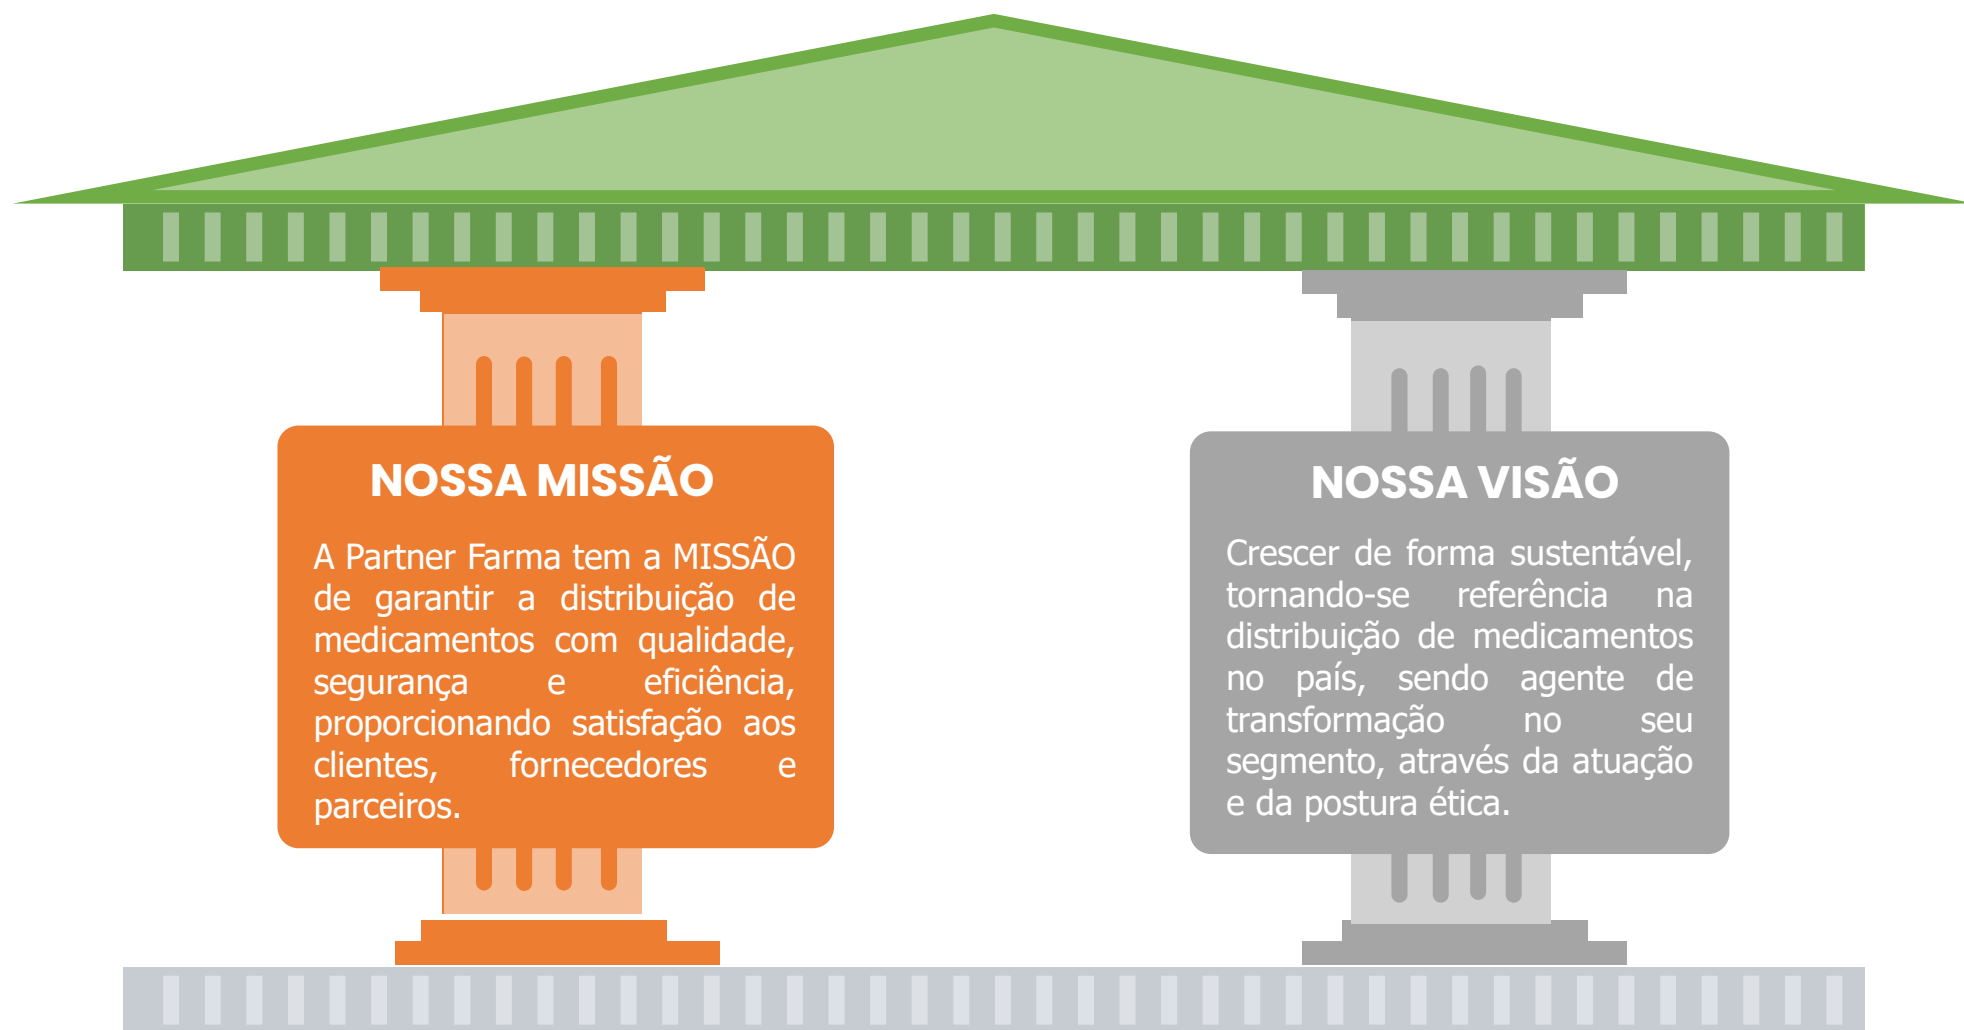 NOSSA MISSÃO
A Partner Farma tem a MISSÃO
de garantir a distribuição de
medicamentos com qualidade,
segurança e eficiência,
proporcionando satisfação aos
clientes, fornecedores e
parceiros.
NOSSA VISÃO
Crescer de forma sustentável,
tornando-se referência na
distribuição de medicamentos
no país, sendo agente de
transformação no seu
segmento, através da atuação
e da postura ética.